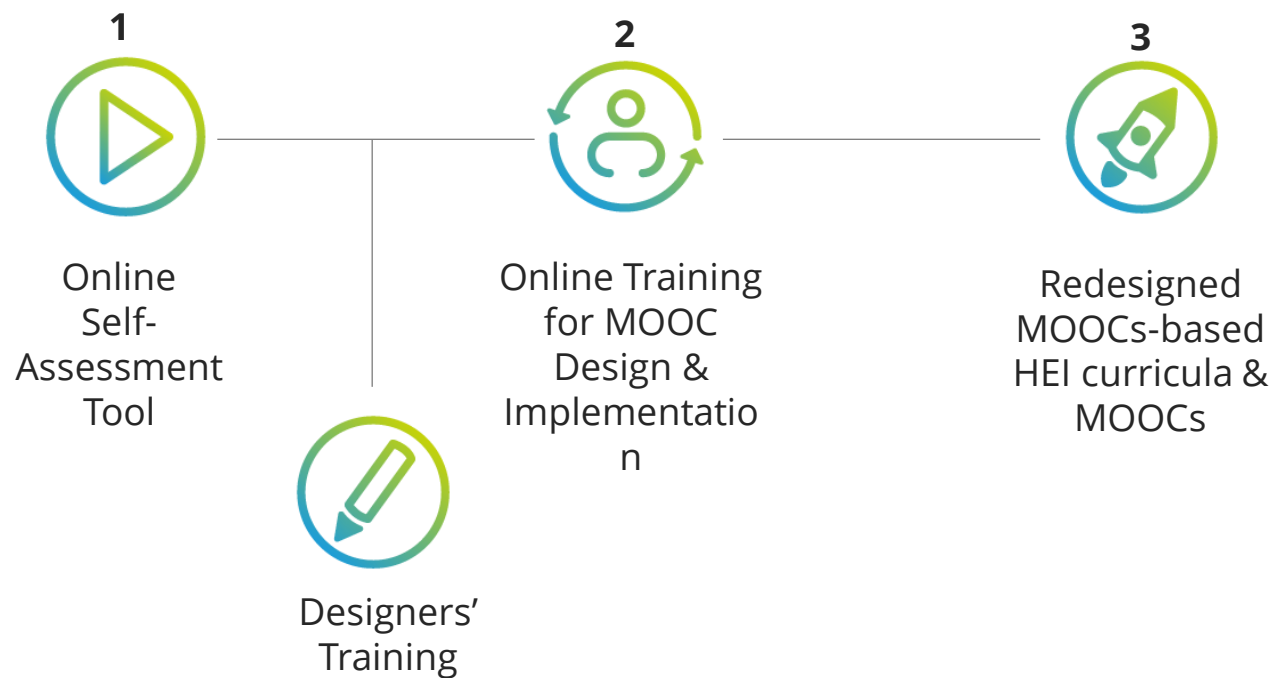 1
Online
Self-
Assessment
Tool
2
Online Training
for MOOC
Design &
Implementatio
n
3
Redesigned
MOOCs-based
HEI curricula &
MOOCs
Designers’
Training